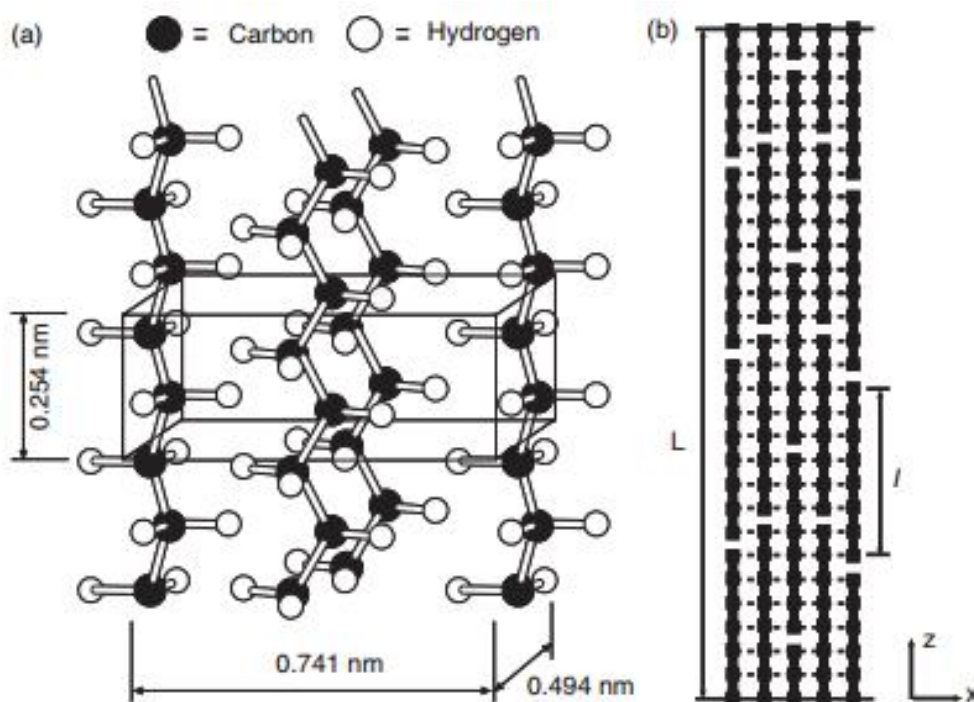 (a) = Carbon = Hydrogen
(b)
0.254 nm
L
l
0.741 nm
0.494 nm
z
x